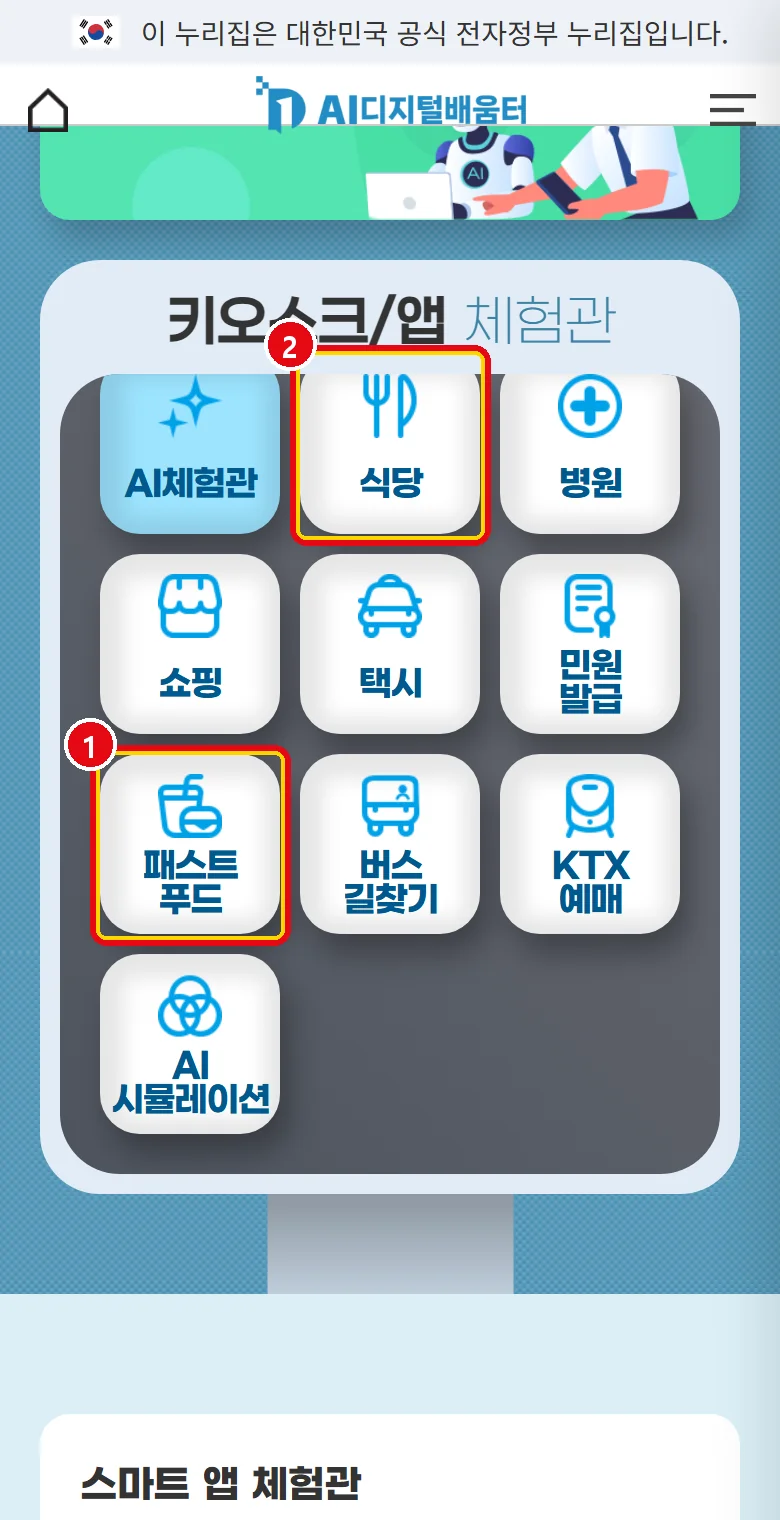 이 누리집은 대한민국 공식 전자정부 누리집입니다.
AI디지털배움터
AI
키오스크/앱 체험관
2
AI체험관
식당
병원
쇼핑
택시
민원
발급
1
패스트
푸드
버스
길찾기
KTX
예매
AI
시뮬레이션
스마트 앱 체험관